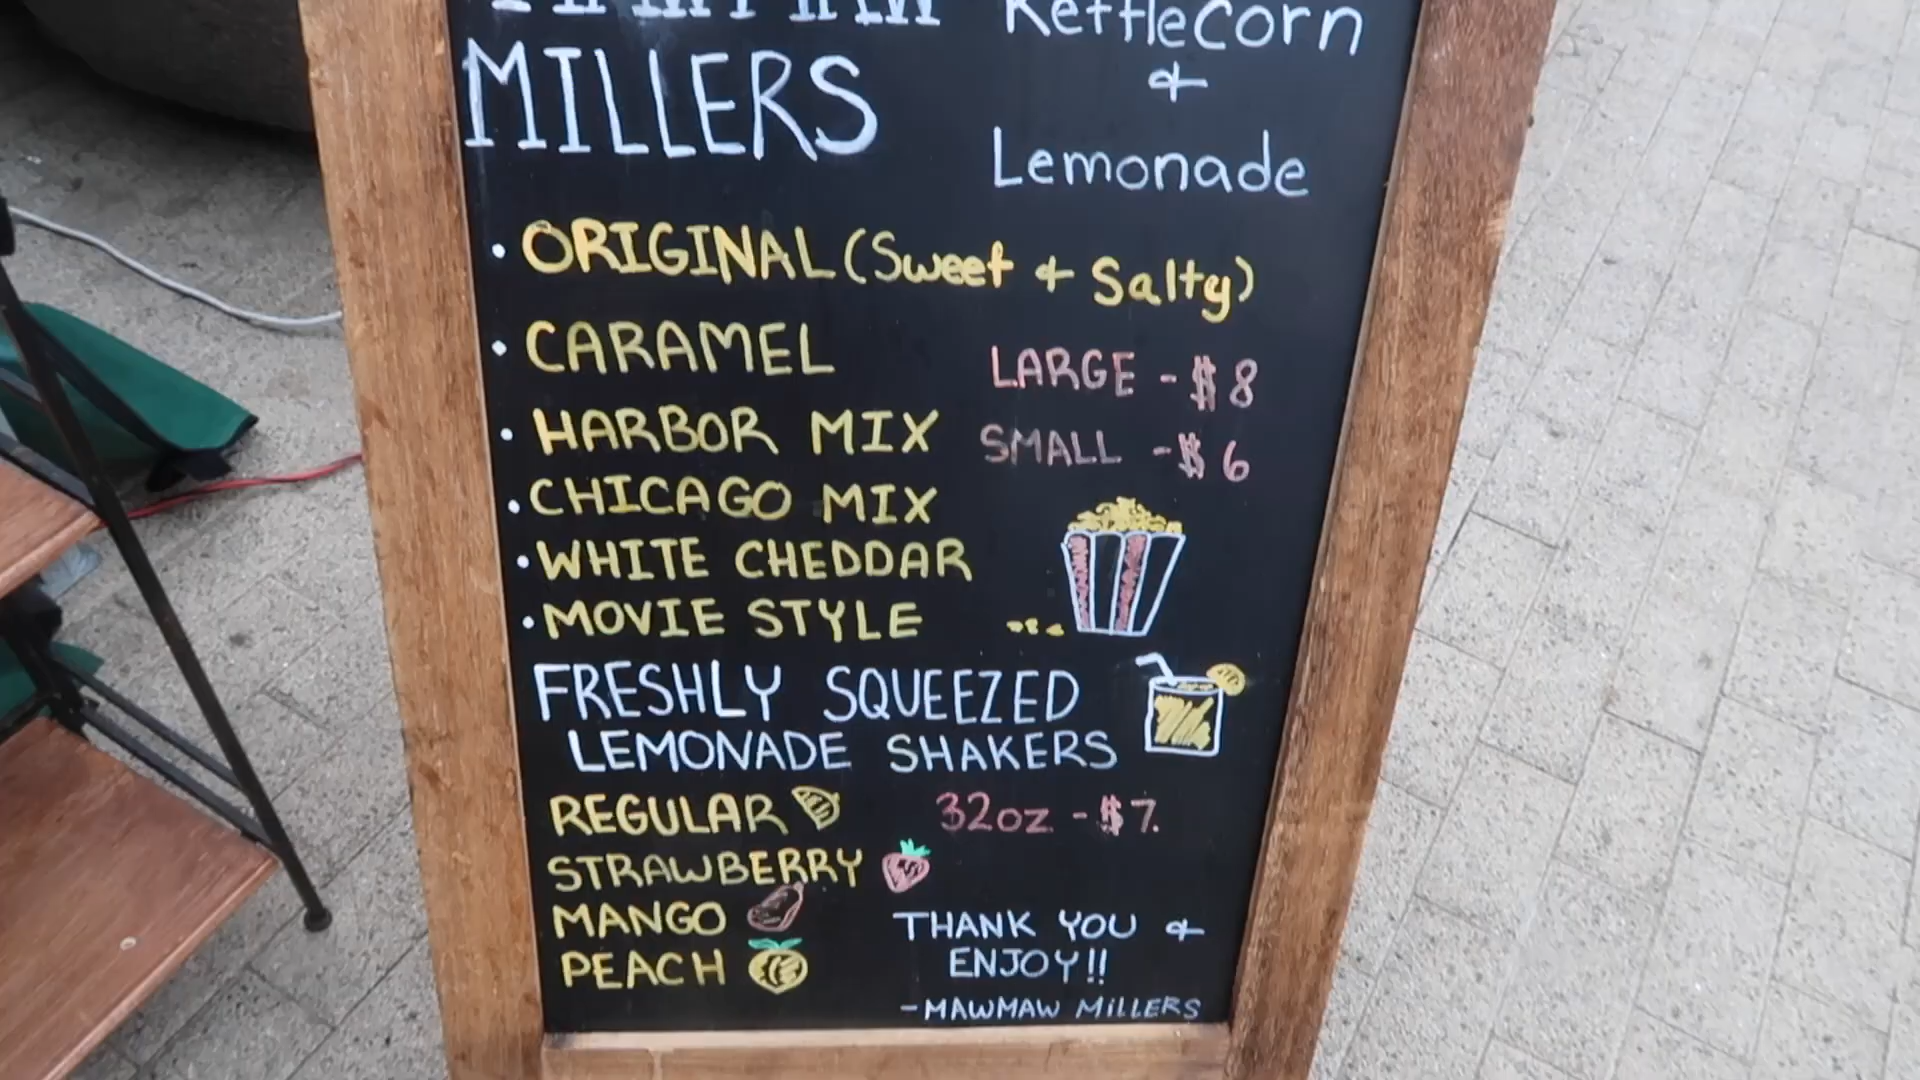 MAWMAW
MILLERS
KettleCorn
&
Lemonade
• ORIGINAL (Sweet & Salty)
• CARAMEL
• HARBOR MIX
• CHICAGO MIX
• WHITE CHEDDAR
• MOVIE STYLE
LARGE - $8
SMALL - $6
FRESHLY SQUEEZED
LEMONADE SHAKERS
REGULAR
STRAWBERRY
MANGO
PEACH
32oz - $7.
THANK YOU &
ENJOY!!
-MAWMAW MILLERS